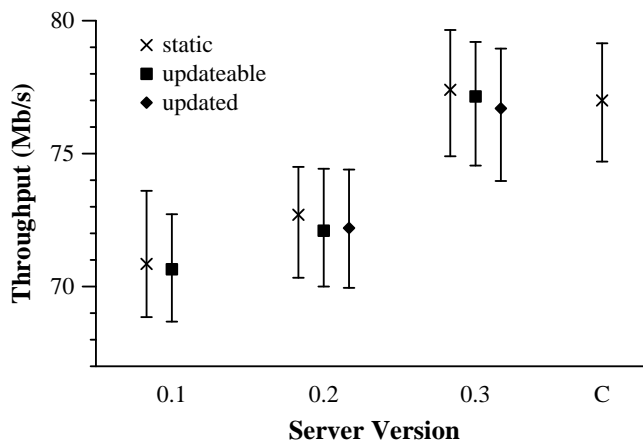 80
75
70
Throughput (Mb/s)
static
updateable
updated
0.1 0.2 0.3 C
Server Version